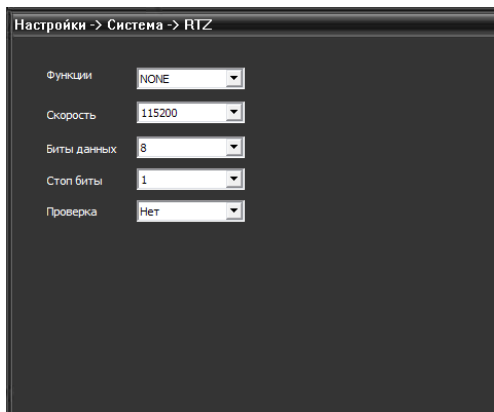 Настройки -> Система -> RTZ
Функции NONE
Скорость 115200
Биты данных 8
Стоп биты 1
Проверка Нет